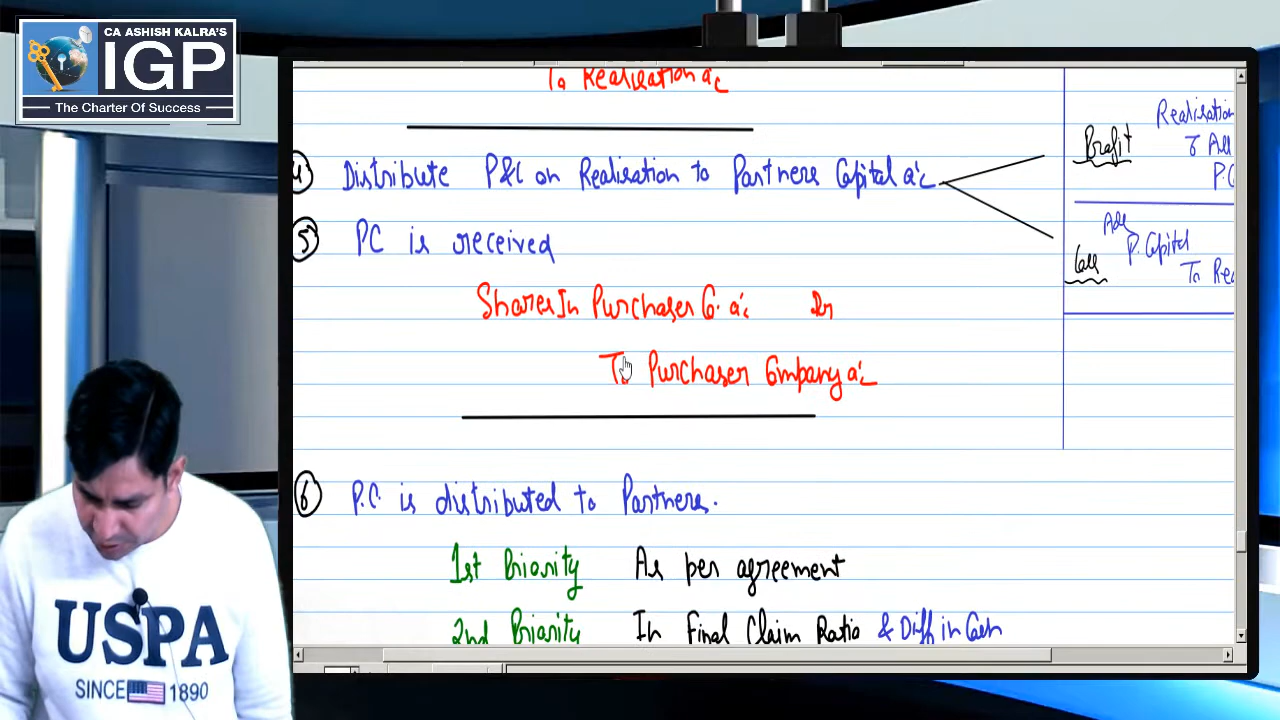 CA ASHISH KALRA'S
IGP
The Charter Of Success
To Realisation a/c
④ Distribute P&L on Realisation to Partners Capital a/c
Profit
Realisation
To All
P.C
Loss
All
P. Capital
To Rea
⑤ PC is received
Shares In Purchaser Co. a/c Dr
To Purchaser Company a/c
⑥ P.C. is distributed to Partners.
1st Priority As per agreement
2nd Priority In Final Claim Ratio & Diff in Cash
USPA
SINCE 1890